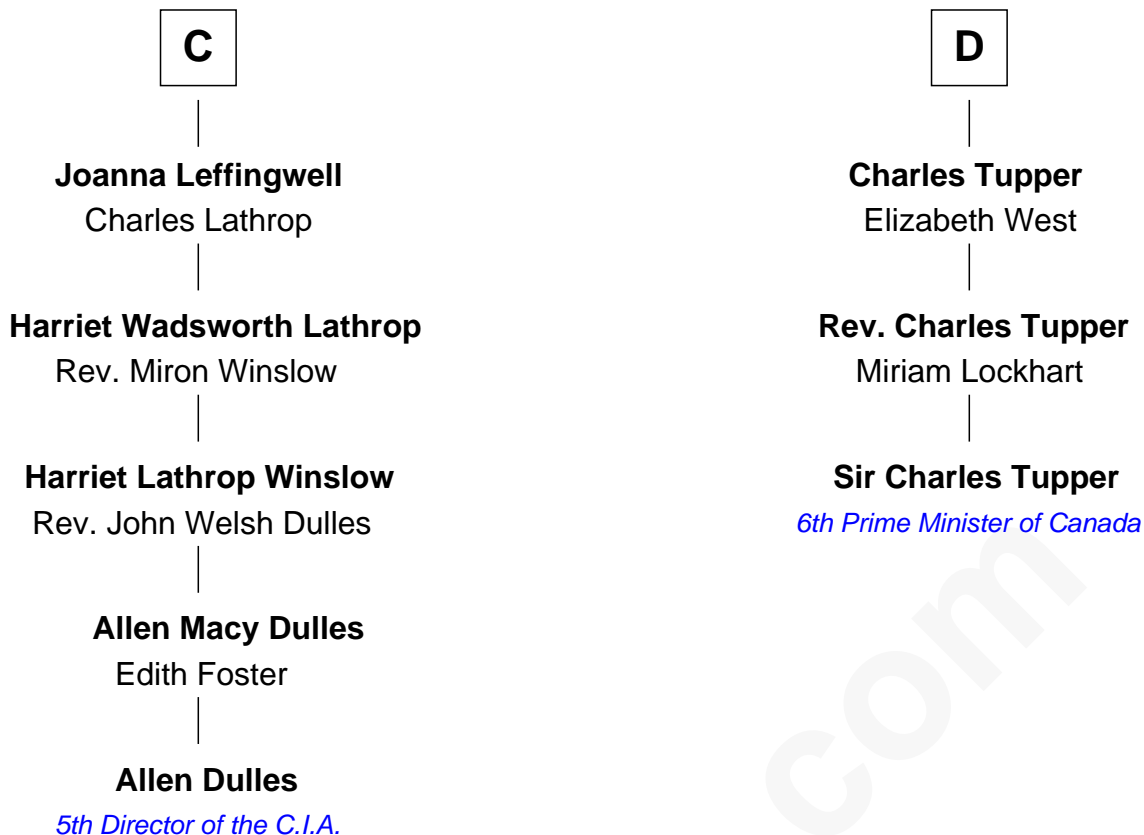 C
Joanna Leffingwell
Charles Lathrop
Harriet Wadsworth Lathrop
Rev. Miron Winslow
Harriet Lathrop Winslow
Rev. John Welsh Dulles
Allen Macy Dulles
Edith Foster
Allen Dulles
5th Director of the C.I.A.
D
Charles Tupper
Elizabeth West
Rev. Charles Tupper
Miriam Lockhart
Sir Charles Tupper
6th Prime Minister of Canada
com